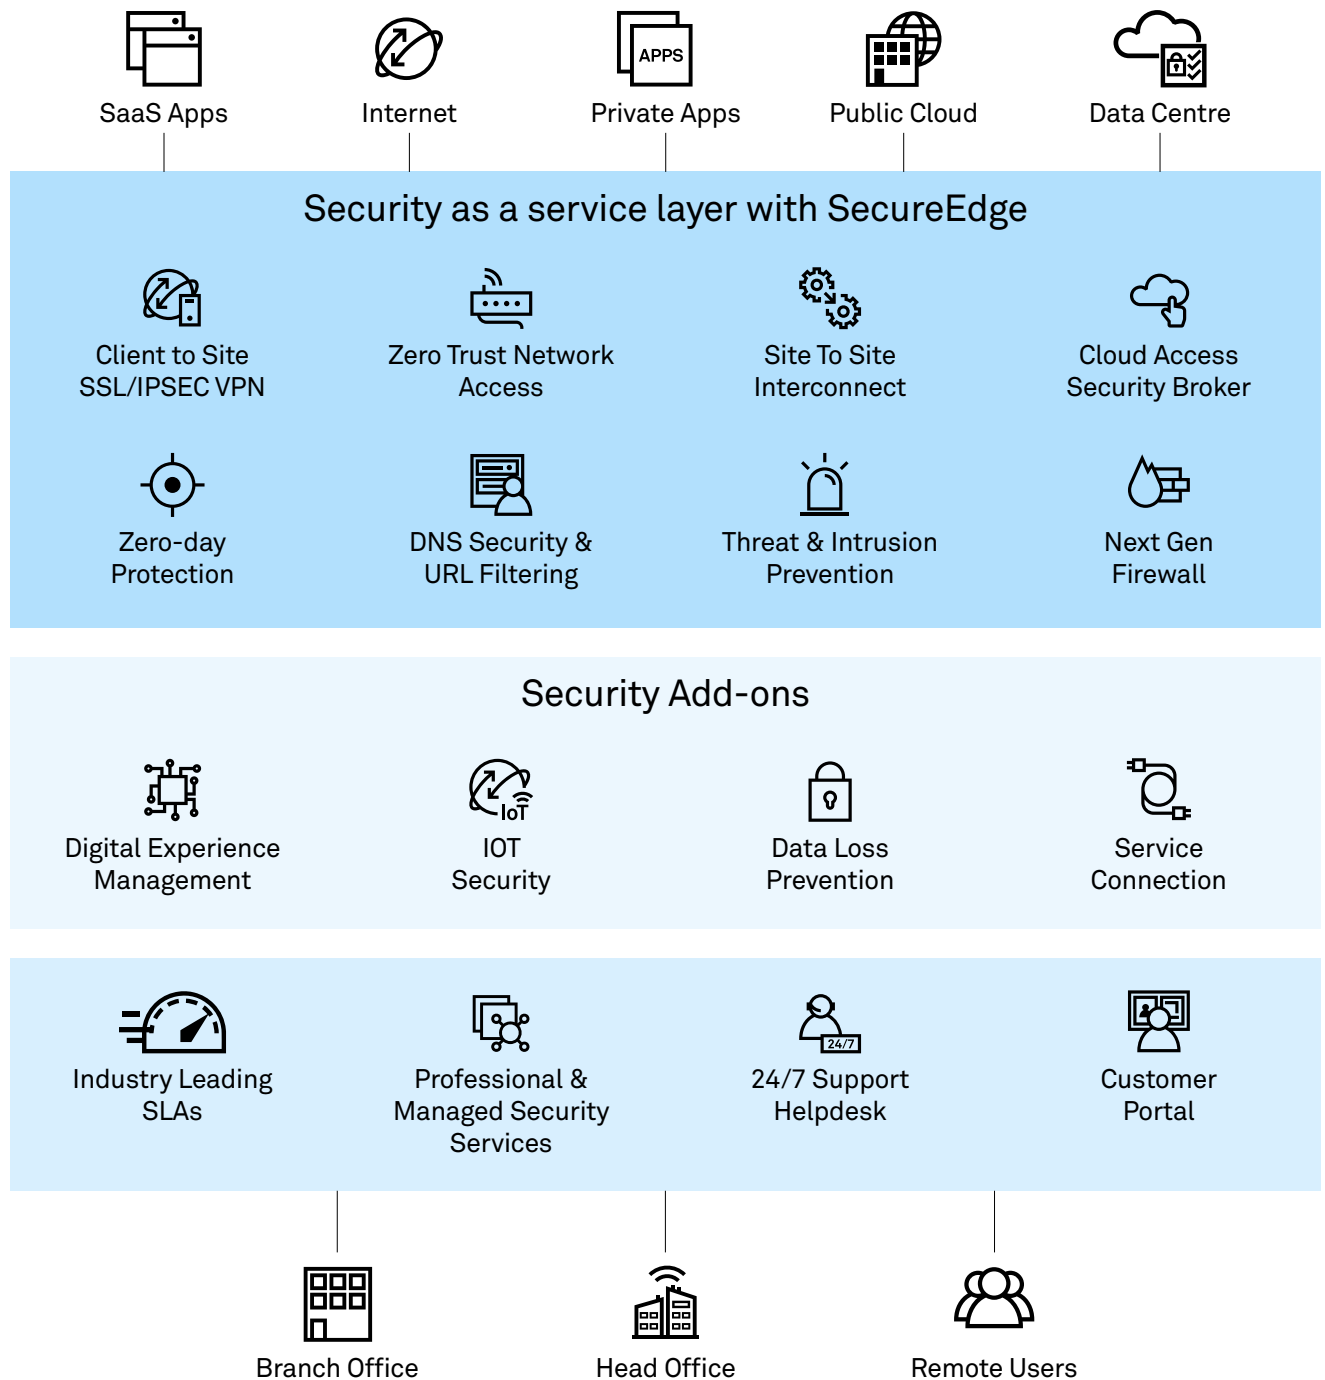 APPS
SaaS Apps
Internet
Private Apps
Public Cloud
Data Centre
Security as a service layer with SecureEdge
Client to Site
SSL/IPSEC VPN
Zero Trust Network
Access
Site To Site
Interconnect
Cloud Access
Security Broker
Zero-day
Protection
DNS Security &
URL Filtering
Threat & Intrusion
Prevention
Next Gen
Firewall
Security Add-ons
IoT
Digital Experience
Management
IOT
Security
Data Loss
Prevention
Service
Connection
24/7
Industry Leading
SLAs
Professional &
Managed Security
Services
24/7 Support
Helpdesk
Customer
Portal
Branch Office
Head Office
Remote Users